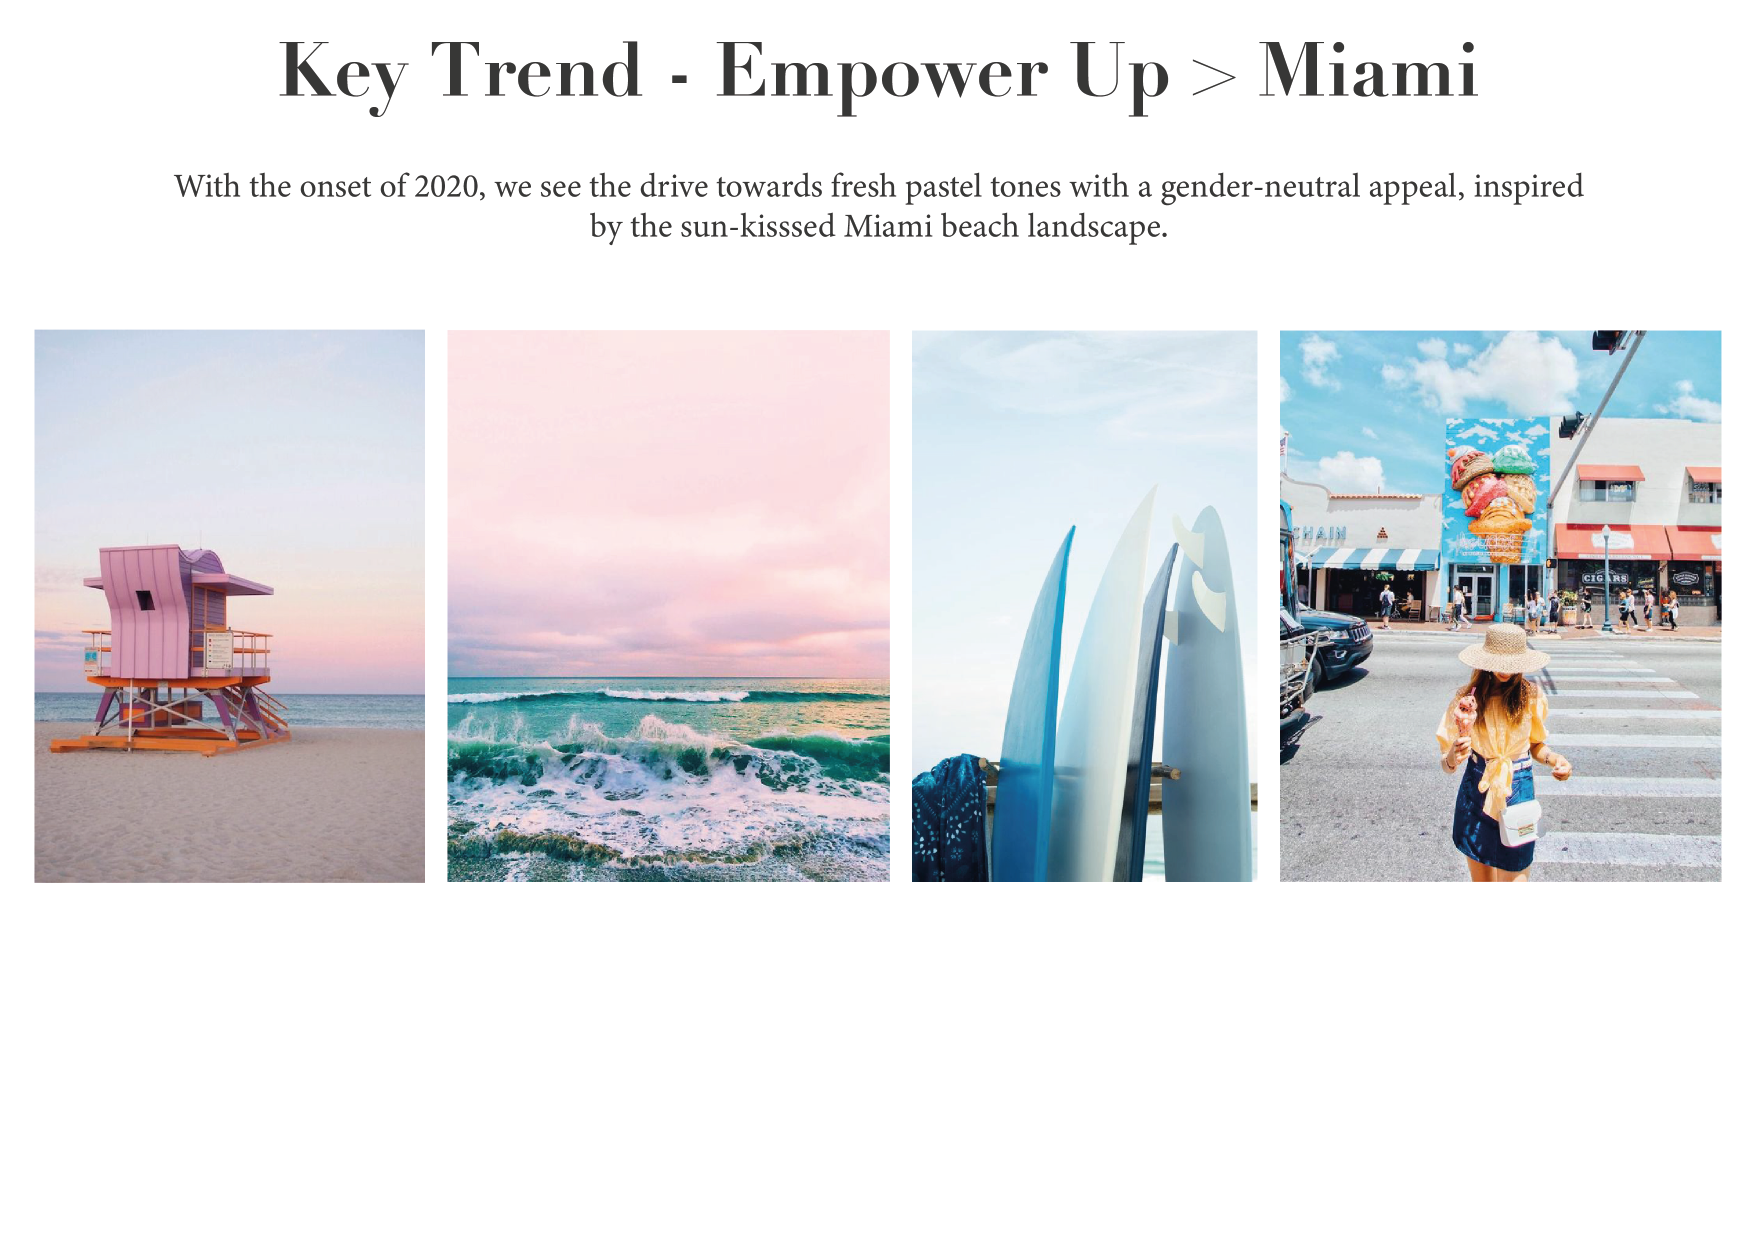 Key Trend - Empower Up > Miami
With the onset of 2020, we see the drive towards fresh pastel tones with a gender-neutral appeal, inspired
by the sun-kisssed Miami beach landscape.
CHAIN
CIGARS